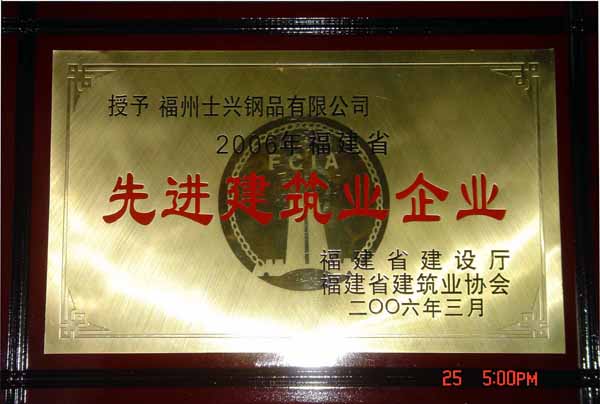 授予 福州士兴钢品有限公司
2006年福建省
FCIA
先进建筑业企业
福建省建设厅
福建省建筑业协会
二〇〇六年三月
25 5:00PM